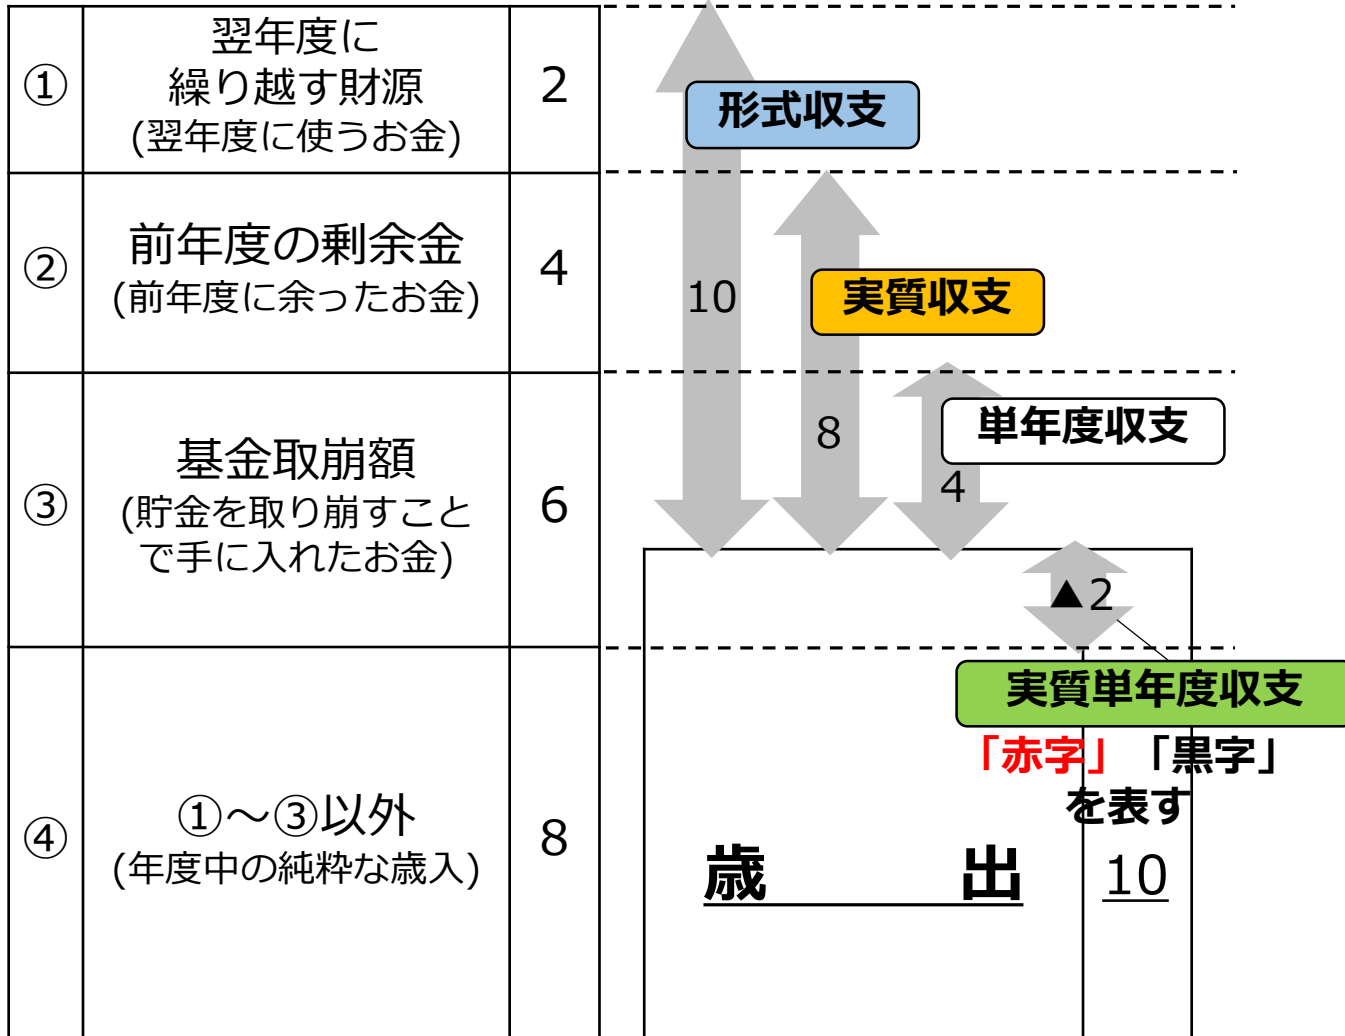 ①
翌年度に
繰り越す財源
(翌年度に使うお金)
2
形式収支
②
前年度の剰余金
(前年度に余ったお金)
4
10
実質収支
③
基金取崩額
(貯金を取り崩すこと
で手に入れたお金)
6
8
単年度収支
4
▲2
実質単年度収支
「赤字」「黒字」
を表す
④
①～③以外
(年度中の純粋な歳入)
8
歳　出
10